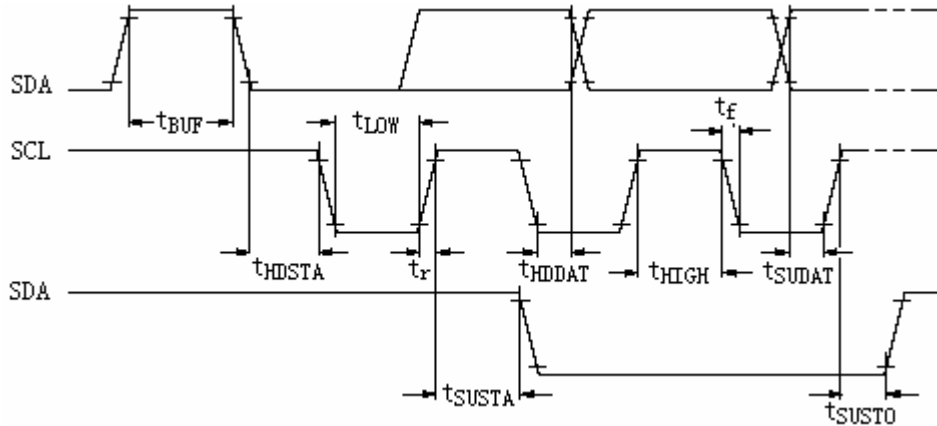 SDA
tBUF
tLOW
tf
SCL
tHDSTA
tr
tHDDAT
tHIGH
tSUDAT
SDA
tSUSTA
tSUSTO